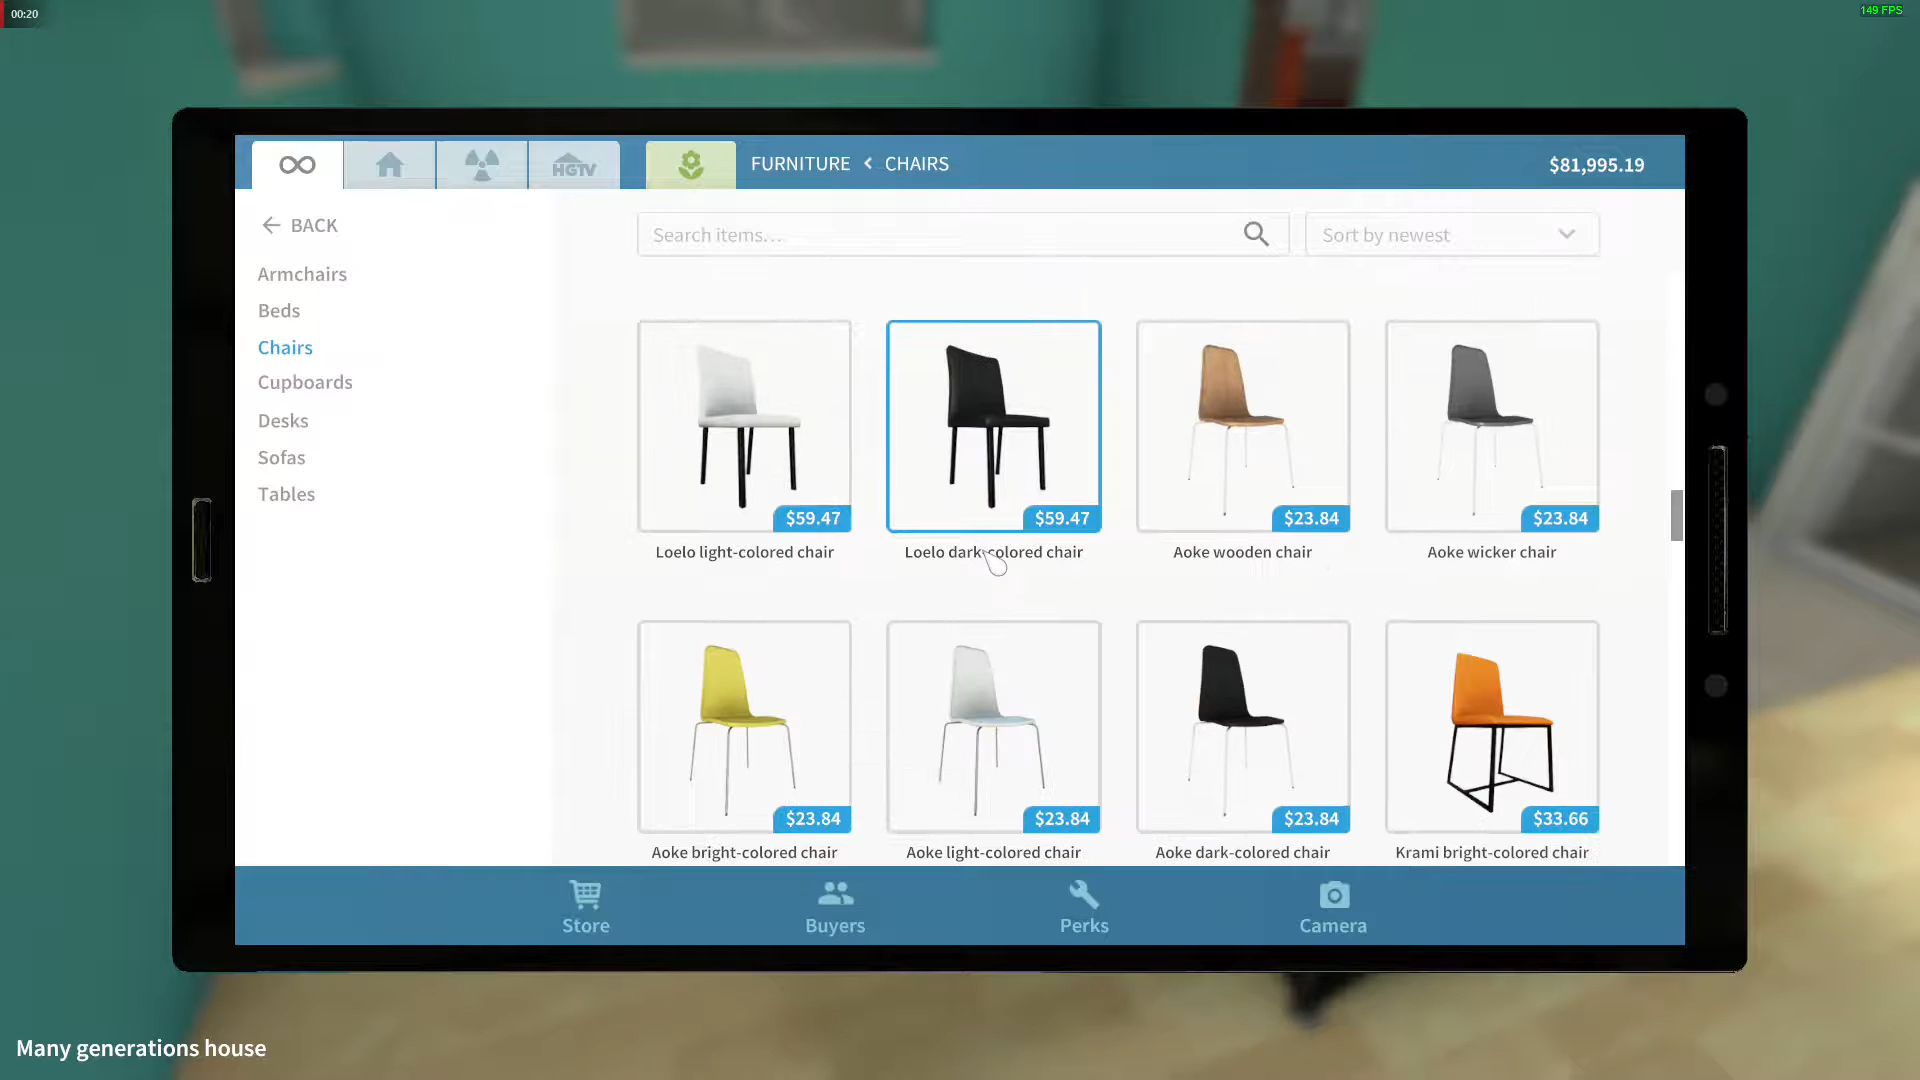 00:20
149 FPS
HGTV
FURNITURE < CHAIRS
$81,995.19
BACK
Search items...
Sort by newest
Armchairs
Beds
Chairs
Cupboards
Desks
Sofas
Tables
$59.47
$59.47
$23.84
$23.84
Loelo light-colored chair
Loelo dark-colored chair
Aoke wooden chair
Aoke wicker chair
$23.84
$23.84
$23.84
$33.66
Aoke bright-colored chair
Aoke light-colored chair
Aoke dark-colored chair
Krami bright-colored chair
Store
Buyers
Perks
Camera
Many generations house